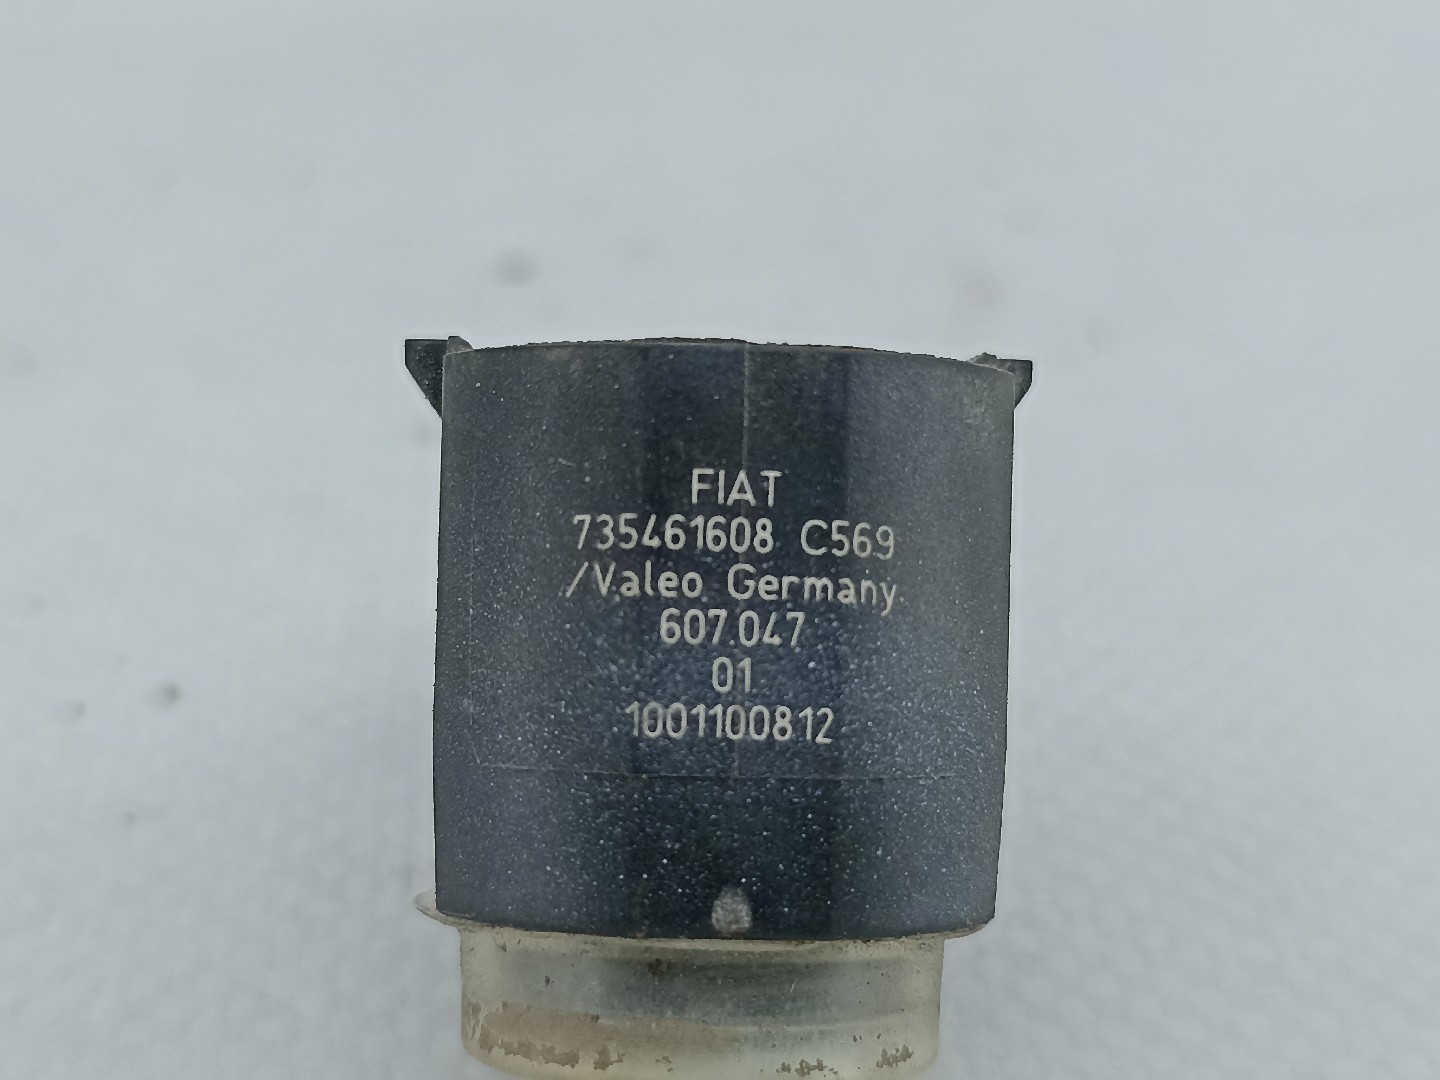 FIAT
735461608 C569
/Valeo Germany
607.047
01
1001100812